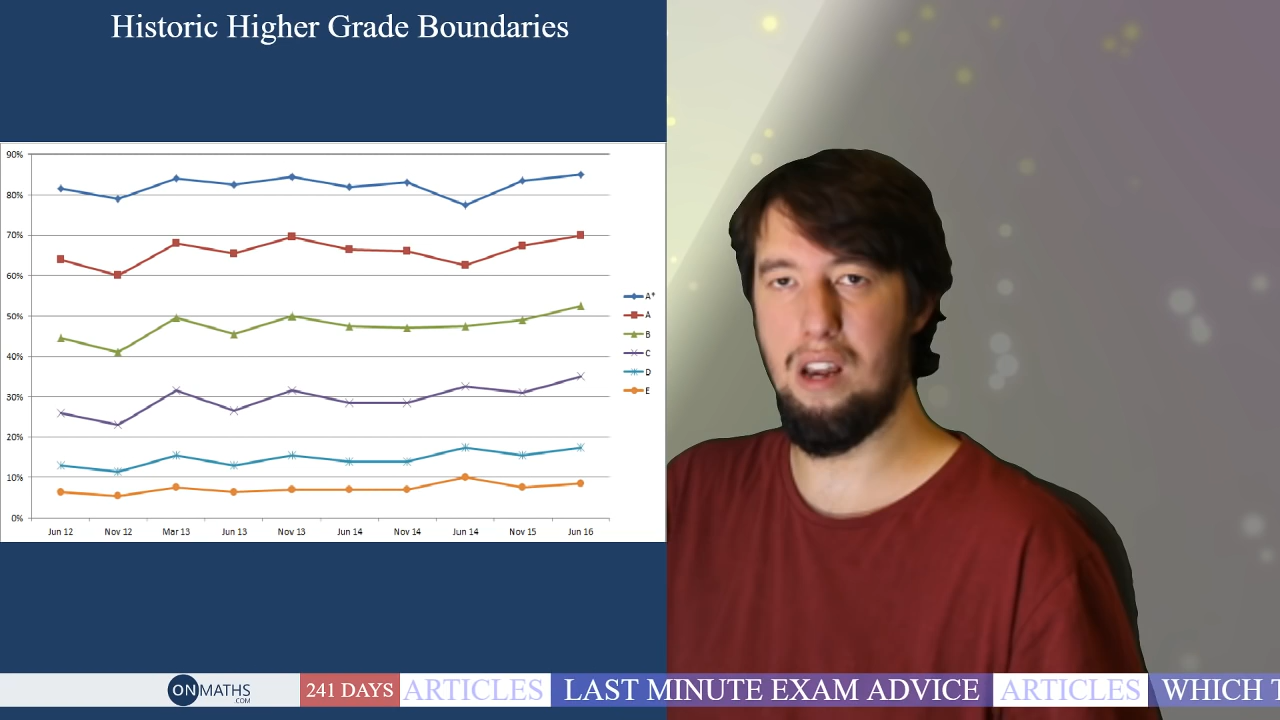 Historic Higher Grade Boundaries
90%
80%
70%
60%
50%
40%
30%
20%
10%
0%
A*
A
B
C
D
E
Jun 12 Nov 12 Mar 13 Jun 13 Nov 13 Jun 14 Nov 14 Jun 14 Nov 15 Jun 16
ONMATHS
.COM
241 DAYS ARTICLES LAST MINUTE EXAM ADVICE ARTICLES WHICH T